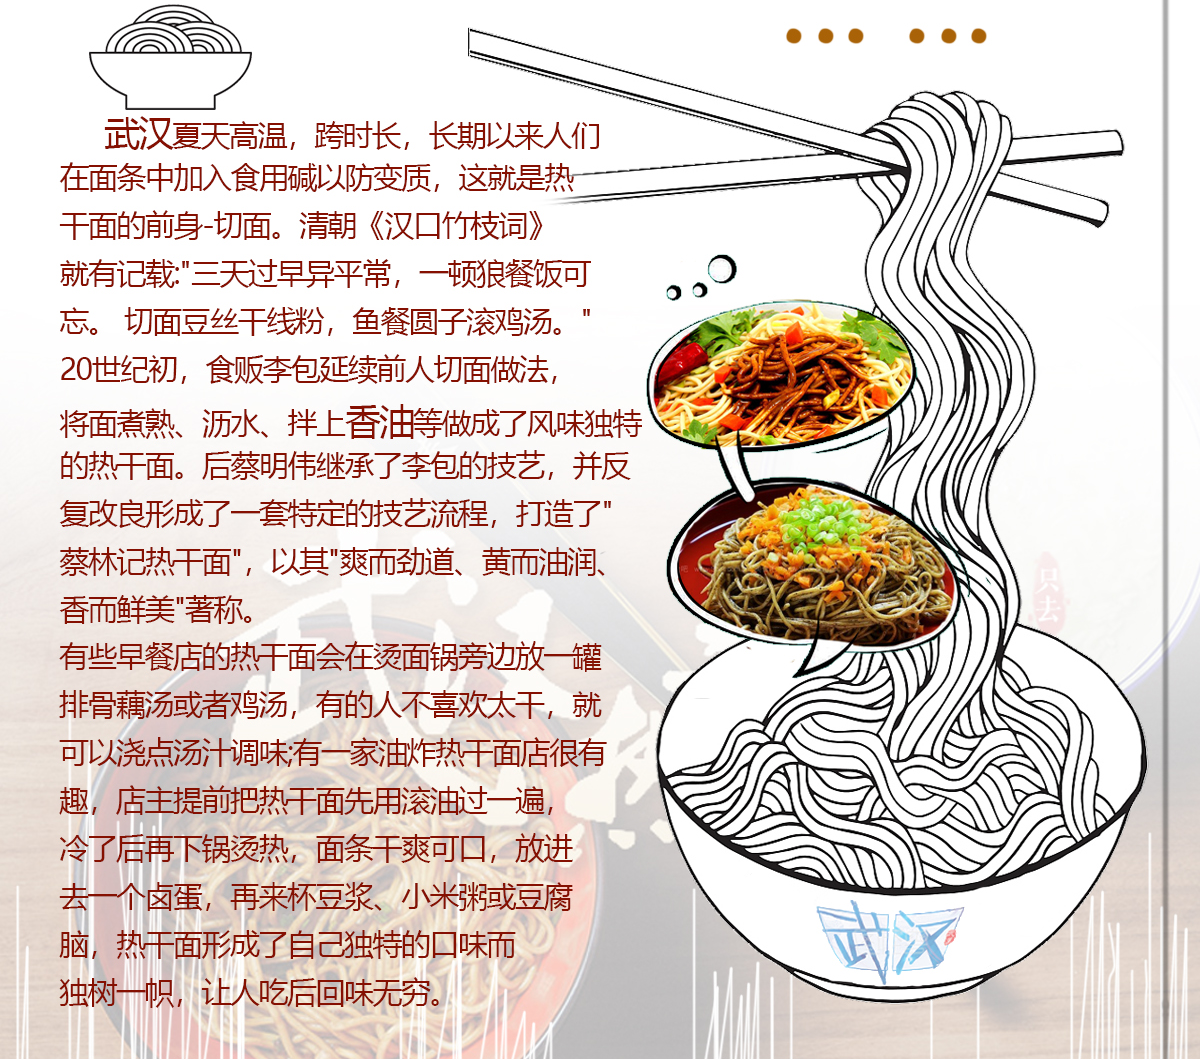 武汉夏天高温，跨时长，长期以来人们
在面条中加入食用碱以防变质，这就是热
干面的前身-切面。清朝《汉口竹枝词》
就有记载:"三天过早异平常，一顿狼餐饭可
忘。 切面豆丝干线粉，鱼餐圆子滚鸡汤。"
20世纪初，食贩李包延续前人切面做法，
将面煮熟、沥水、拌上香油等做成了风味独特
的热干面。后蔡明伟继承了李包的技艺，并反
复改良形成了一套特定的技艺流程，打造了"
蔡林记热干面"，以其"爽而劲道、黄而油润、
香而鲜美"著称。
有些早餐店的热干面会在烫面锅旁边放一罐
排骨藕汤或者鸡汤，有的人不喜欢太干，就
可以浇点汤汁调味;有一家油炸热干面店很有
趣，店主提前把热干面先用滚油过一遍，
冷了后再下锅烫热，面条干爽可口，放进
去一个卤蛋，再来杯豆浆、小米粥或豆腐
脑，热干面形成了自己独特的口味而
独树一帜，让人吃后回味无穷。
只去
武汉